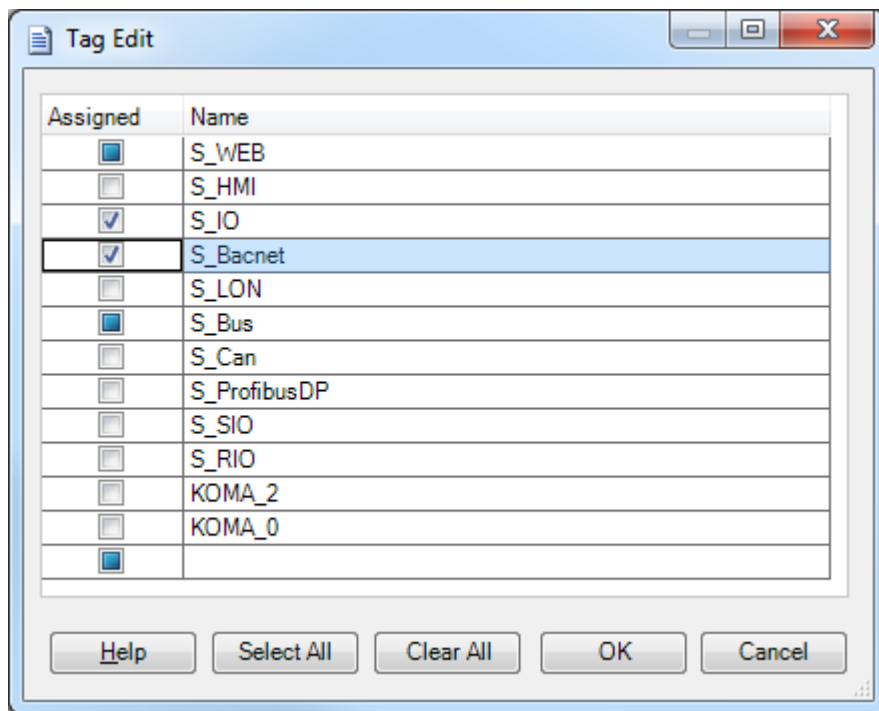 Tag Edit
Assigned Name
S_WEB
S_HMI
S_IO
S_Bacnet
S_LON
S_Bus
S_Can
S_ProfibusDP
S_SIO
S_RIO
KOMA_2
KOMA_0
Help Select All Clear All OK Cancel